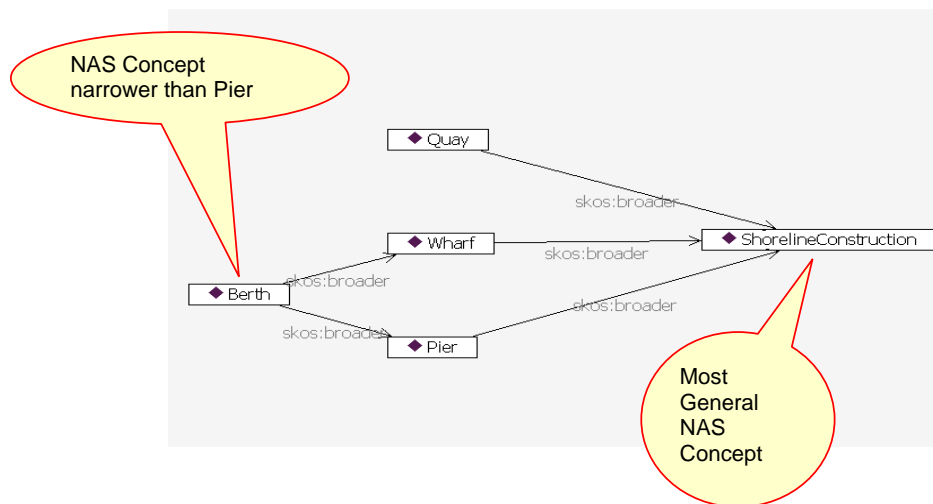 NAS Concept
narrower than Pier
Quay
skos:broader
Wharf
skos:broader
ShorelineConstruction
skos:broader
Berth
skos:broader
skos:broader
Pier
Most
General
NAS
Concept